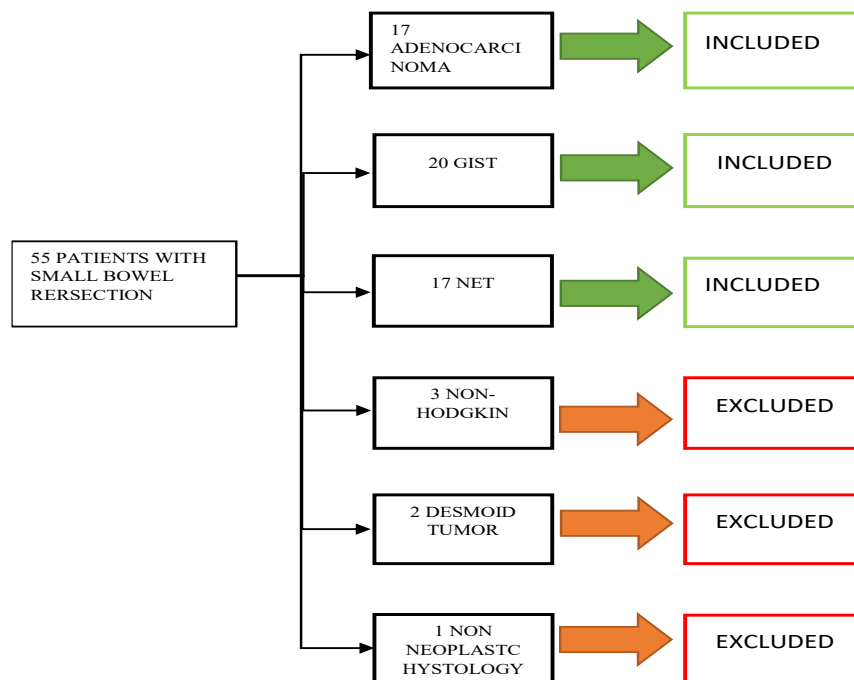 17
ADENOCARCI
NOMA
INCLUDED
20 GIST
INCLUDED
55 PATIENTS WITH
SMALL BOWEL
RERSECTION
17 NET
INCLUDED
3 NON-
HODGKIN
EXCLUDED
2 DESMOID
TUMOR
EXCLUDED
1 NON
NEOPLASTC
HYSTOLOGY
EXCLUDED